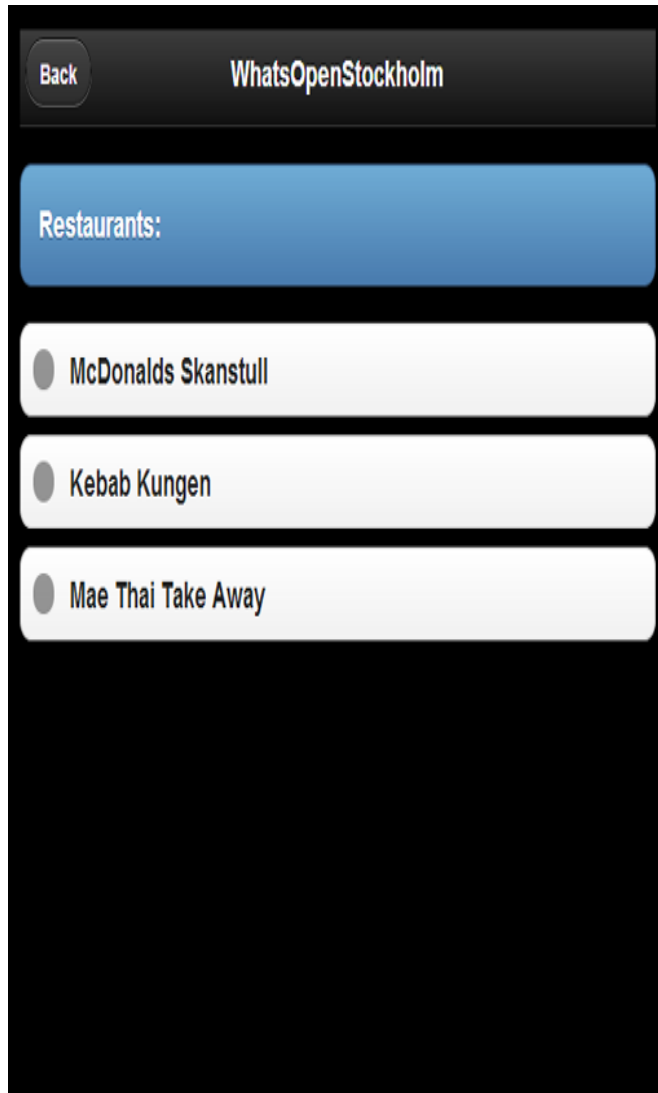 Back
WhatsOpenStockholm
Restaurants:
McDonalds Skanstull
Kebab Kungen
Mae Thai Take Away